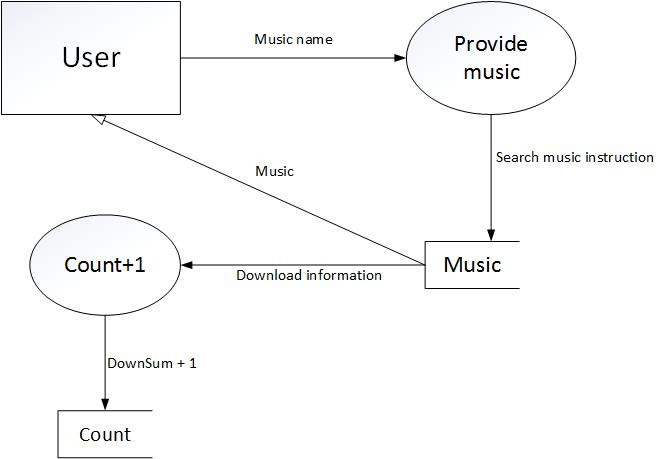 User
Music name
Provide
music
Search music instruction
Music
Count+1
Download information
Music
DownSum + 1
Count